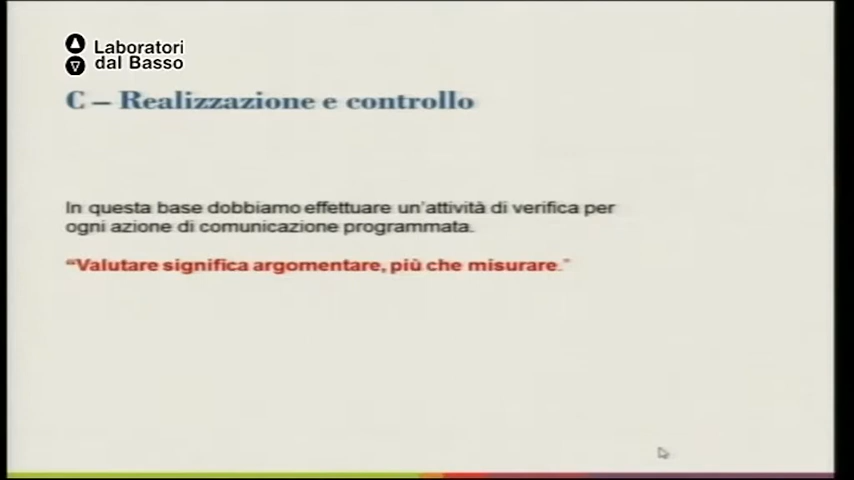 Laboratori
dal Basso
C – Realizzazione e controllo
In questa base dobbiamo effettuare un'attività di verifica per
ogni azione di comunicazione programmata.
“Valutare significa argomentare, più che misurare.”